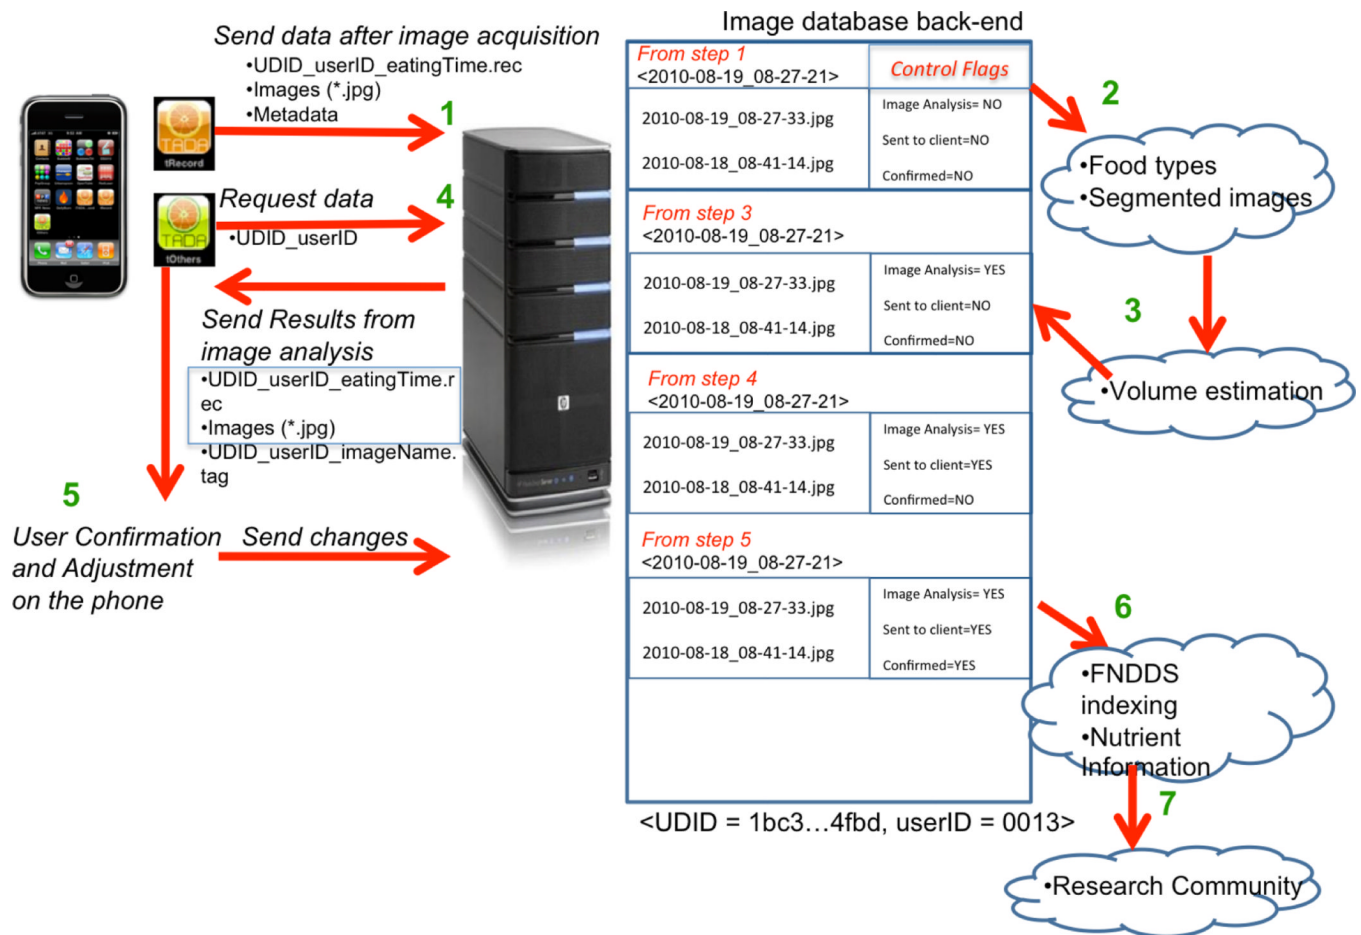 Image database back-end
Send data after image acquisition
•UDID_userID_eatingTime.rec
•Images (*.jpg)
•Metadata
1
TADA
tRecord
Request data
4
•UDID_userID
TADA
tOthers
Send Results from
image analysis
•UDID_userID_eatingTime.r
ec
•Images (*.jpg)
•UDID_userID_imageName.
tag
5
User Confirmation
and Adjustment
on the phone
Send changes
From step 1
<2010-08-19_08-27-21>
Control Flags
2010-08-19_08-27-33.jpg
2010-08-18_08-41-14.jpg
Image Analysis= NO
Sent to client=NO
Confirmed=NO
From step 3
<2010-08-19_08-27-21>
2010-08-19_08-27-33.jpg
2010-08-18_08-41-14.jpg
Image Analysis= YES
Sent to client=NO
Confirmed=NO
From step 4
<2010-08-19_08-27-21>
2010-08-19_08-27-33.jpg
2010-08-18_08-41-14.jpg
Image Analysis= YES
Sent to client=YES
Confirmed=NO
From step 5
<2010-08-19_08-27-21>
2010-08-19_08-27-33.jpg
2010-08-18_08-41-14.jpg
Image Analysis= YES
Sent to client=YES
Confirmed=YES
<UDID = 1bc3…4fbd, userID = 0013>
2
•Food types
•Segmented images
3
•Volume estimation
6
•FNDDS
indexing
•Nutrient
Information
7
•Research Community